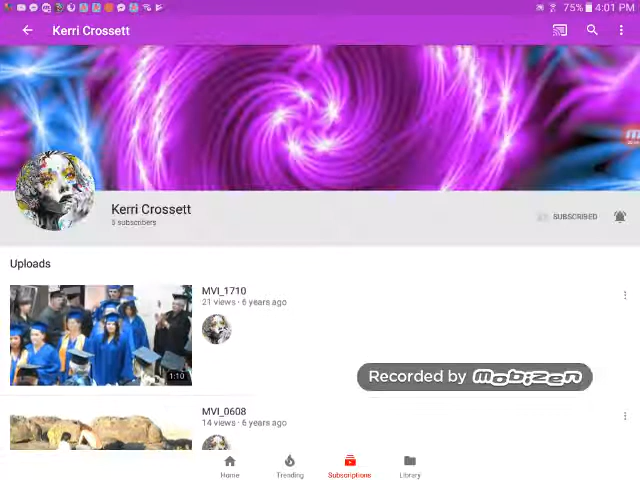 75% 4:01 PM
Kerri Crossett
Kerri Crossett
5 subscribers
SUBSCRIBED
Uploads
MVI_1710
21 views · 6 years ago
1:10
Recorded by mobizen
MVI_0608
14 views · 6 years ago
Home
Trending
Subscriptions
Library